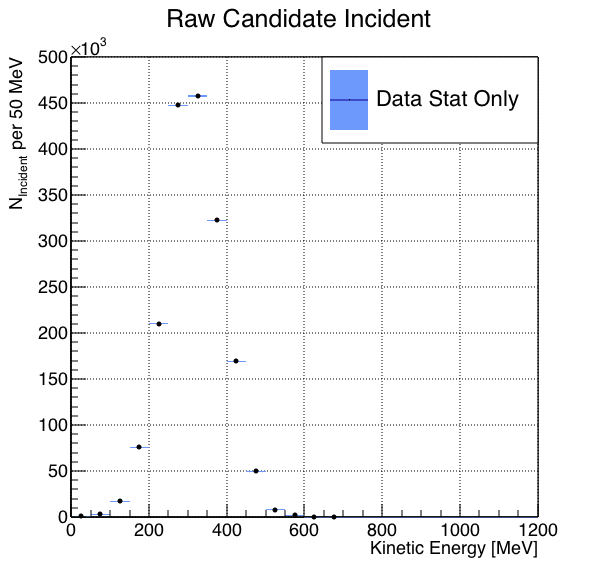 Raw Candidate Incident
×10³
N_Incident per 50 MeV
500
450
400
350
300
250
200
150
100
50
0
Data Stat Only
0 200 400 600 800 1000 1200
Kinetic Energy [MeV]